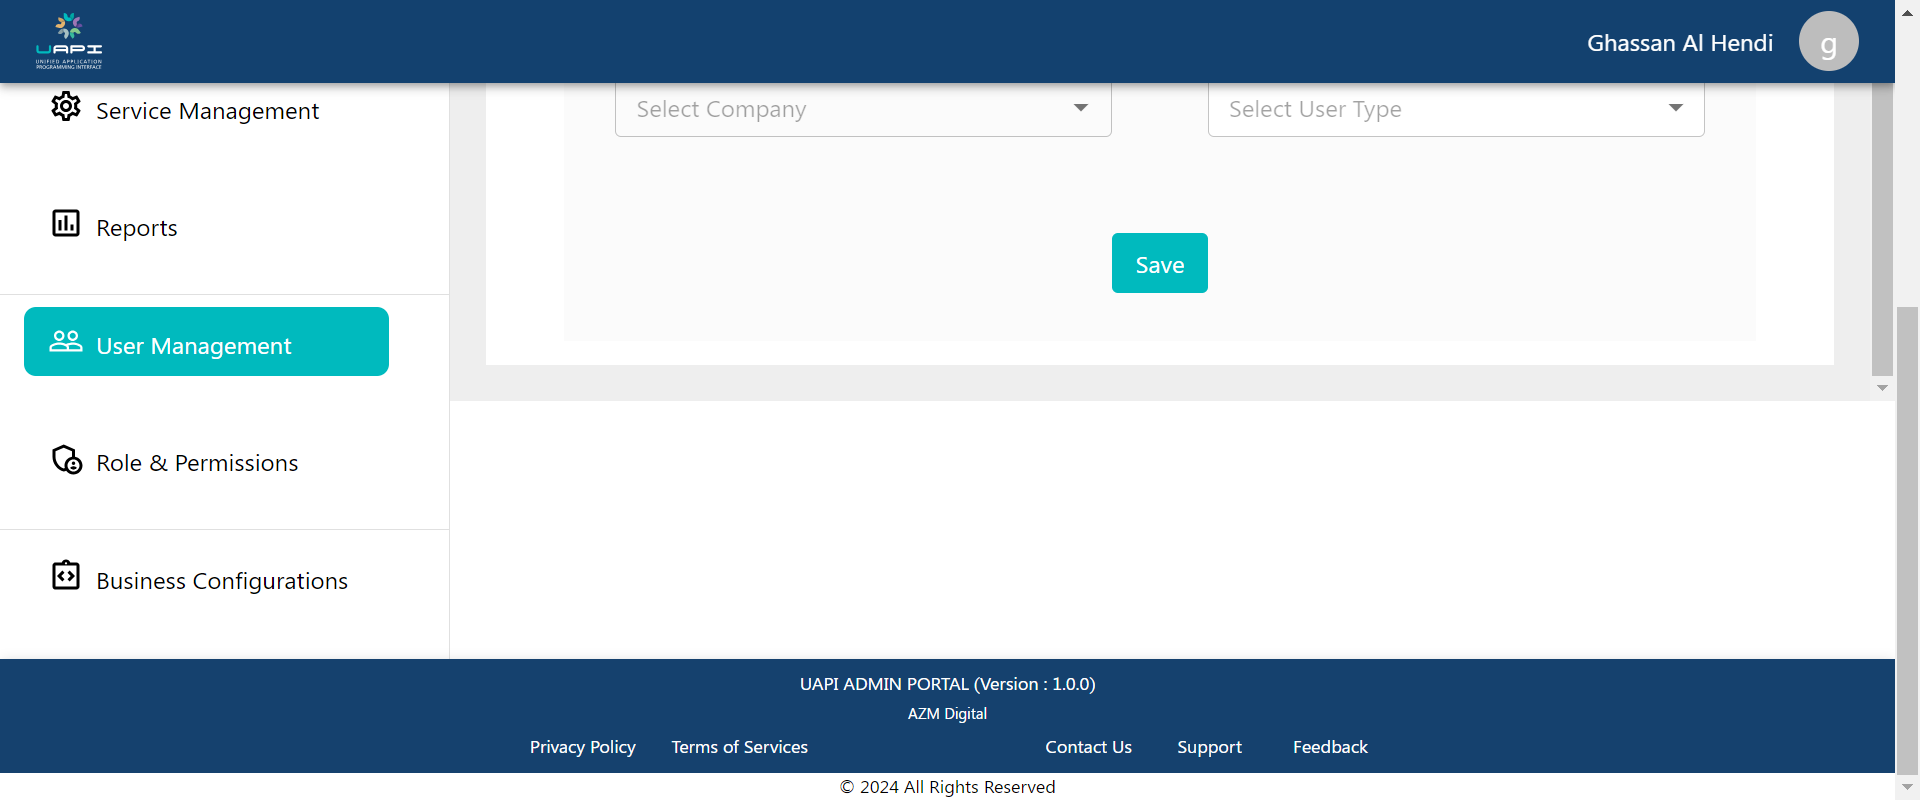 UAPI
UNIFIED APPLICATION
PROGRAMMING INTERFACE
Ghassan Al Hendi
g
Service Management
Select Company
Select User Type
Reports
Save
User Management
Role & Permissions
Business Configurations
UAPI ADMIN PORTAL (Version : 1.0.0)
AZM Digital
Privacy Policy Terms of Services Contact Us Support Feedback
© 2024 All Rights Reserved